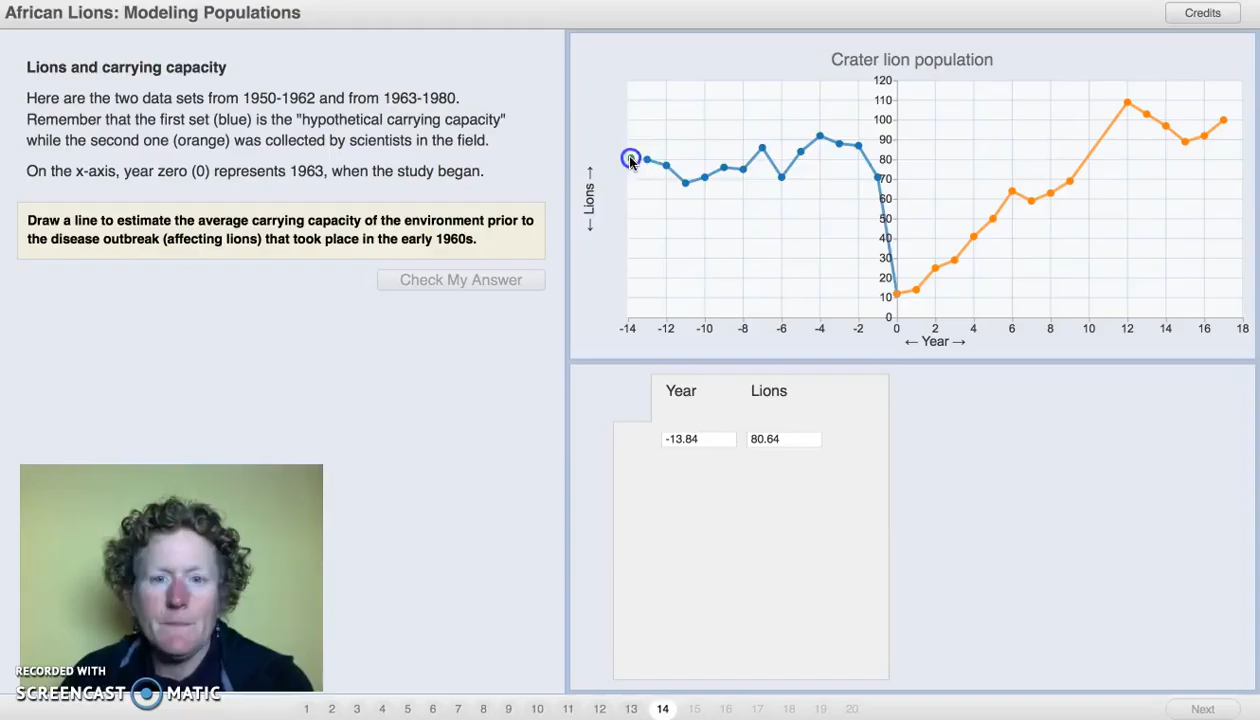 African Lions: Modeling Populations
Credits
Lions and carrying capacity
Here are the two data sets from 1950-1962 and from 1963-1980.
Remember that the first set (blue) is the "hypothetical carrying capacity"
while the second one (orange) was collected by scientists in the field.
On the x-axis, year zero (0) represents 1963, when the study began.
Draw a line to estimate the average carrying capacity of the environment prior to
the disease outbreak (affecting lions) that took place in the early 1960s.
Check My Answer
Crater lion population
120
110
100
90
80
70
60
50
40
30
20
10
0
← Lions →
-14 -12 -10 -8 -6 -4 -2 0 2 4 6 8 10 12 14 16 18
← Year →
Year Lions
-13.84 80.64
RECORDED WITH
SCREENCAST MATIC
1 2 3 4 5 6 7 8 9 10 11 12 13 14 15 16 17 18 19 20
Next